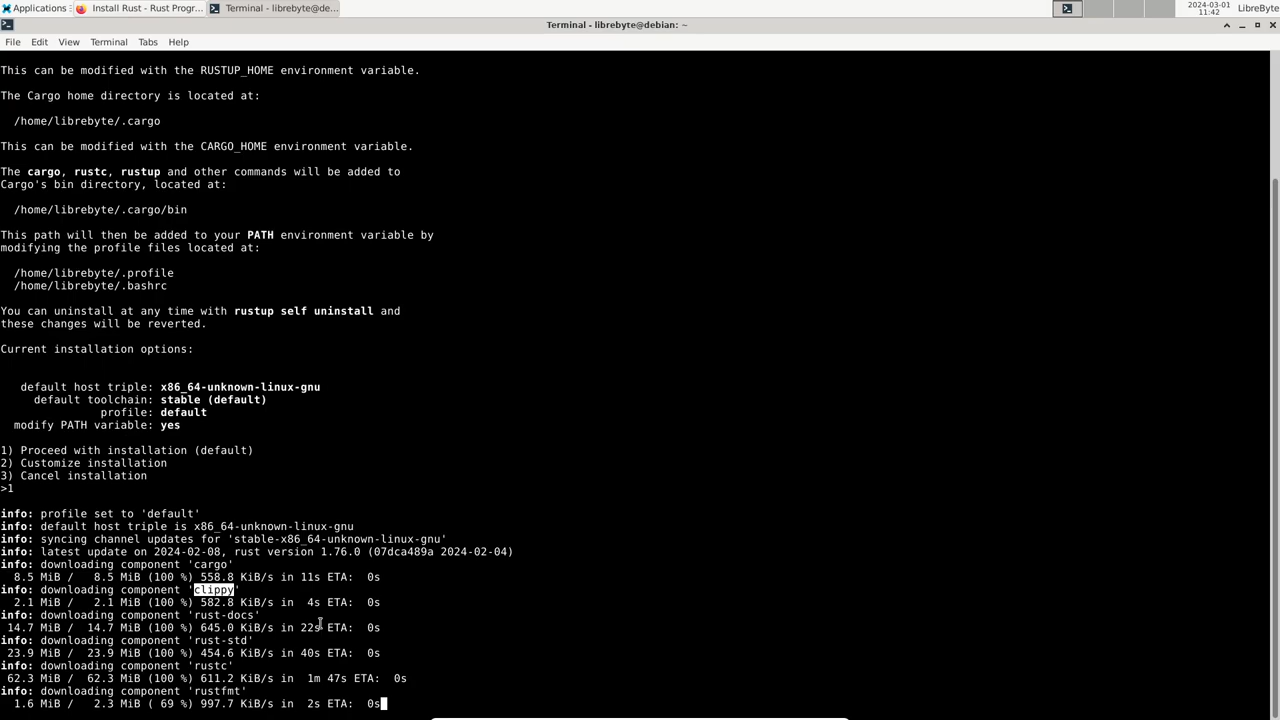 Applications
Install Rust - Rust Progr...
Terminal - librebyte@de...
2024-03-01
11:42
LibreByte
Terminal - librebyte@debian: ~
File Edit View Terminal Tabs Help
This can be modified with the RUSTUP_HOME environment variable.
The Cargo home directory is located at:
/home/librebyte/.cargo
This can be modified with the CARGO_HOME environment variable.
The cargo, rustc, rustup and other commands will be added to
Cargo's bin directory, located at:
/home/librebyte/.cargo/bin
This path will then be added to your PATH environment variable by
modifying the profile files located at:
/home/librebyte/.profile
/home/librebyte/.bashrc
You can uninstall at any time with rustup self uninstall and
these changes will be reverted.
Current installation options:
default host triple: x86_64-unknown-linux-gnu
default toolchain: stable (default)
profile: default
modify PATH variable: yes
1) Proceed with installation (default)
2) Customize installation
3) Cancel installation
>1
info: profile set to 'default'
info: default host triple is x86_64-unknown-linux-gnu
info: syncing channel updates for 'stable-x86_64-unknown-linux-gnu'
info: latest update on 2024-02-08, rust version 1.76.0 (07dca489a 2024-02-04)
info: downloading component 'cargo'
8.5 MiB / 8.5 MiB (100 %) 558.8 KiB/s in 11s ETA: 0s
info: downloading component 'clippy'
2.1 MiB / 2.1 MiB (100 %) 582.8 KiB/s in 4s ETA: 0s
info: downloading component 'rust-docs'
14.7 MiB / 14.7 MiB (100 %) 645.0 KiB/s in 22s ETA: 0s
info: downloading component 'rust-std'
23.9 MiB / 23.9 MiB (100 %) 454.6 KiB/s in 40s ETA: 0s
info: downloading component 'rustc'
62.3 MiB / 62.3 MiB (100 %) 611.2 KiB/s in 1m 47s ETA: 0s
info: downloading component 'rustfmt'
1.6 MiB / 2.3 MiB ( 69 %) 997.7 KiB/s in 2s ETA: 0s